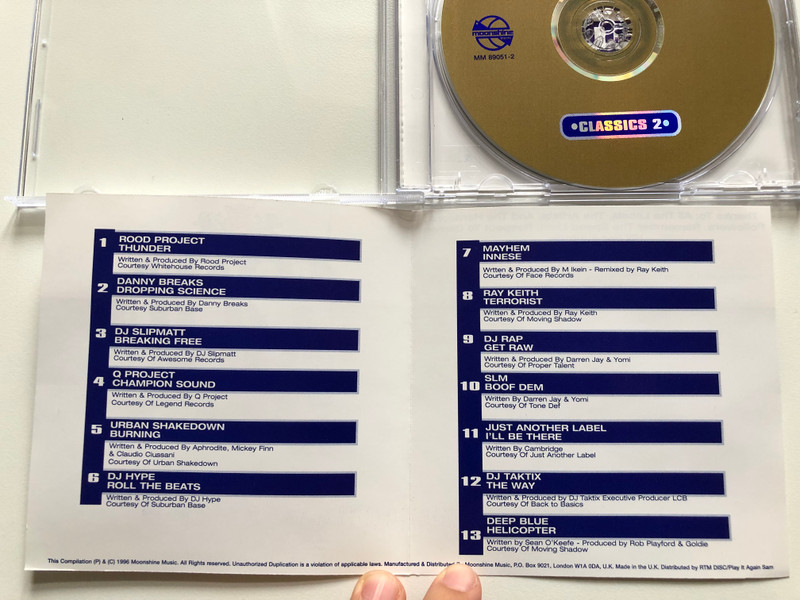 moonshine
MM 89051-2
•CLASSICS 2•
1 ROOD PROJECT
THUNDER
Written & Produced By Rood Project
Courtesy Whitehouse Records
2 DANNY BREAKS
DROPPING SCIENCE
Written & Produced By Danny Breaks
Courtesy Suburban Base
3 DJ SLIPMATT
BREAKING FREE
Written & Produced By DJ Slipmatt
Courtesy Of Awesome Records
4 Q PROJECT
CHAMPION SOUND
Written & Produced By Q Project
Courtesy Of Legend Records
5 URBAN SHAKEDOWN
BURNING
Written & Produced By Aphrodite, Mickey Finn
& Claudio Ciussani
Courtesy Of Urban Shakedown
6 DJ HYPE
ROLL THE BEATS
Written & Produced By DJ Hype
Courtesy Of Suburban Base
7 MAYHEM
INNESE
Wrtten & Produced By M Ikein - Remixed by Ray Keith
Courtesy Of Face Records
8 RAY KEITH
TERRORIST
Written & Produced By Ray Keith
Courtesy Of Moving Shadow
9 DJ RAP
GET RAW
Written & Produced By Darren Jay & Yomi
Courtesy Of Proper Talent
10 SLM
BOOF DEM
Written By Darren Jay & Yomi
Courtesy Of Tone Def
11 JUST ANOTHER LABEL
I'LL BE THERE
Written By Cambridge
Courtesy Of Just Another Label
12 DJ TAKTIX
THE WAY
Written & Produced by DJ Taktix Executive Producer LCB
Courtesy Of Back to Basics
13 DEEP BLUE
HELICOPTER
Written by Sean O'Keefe - Produced by Rob Playford & Goldie
Courtesy Of Moving Shadow
This Compilation (P) & (C) 1996 Moonshine Music. All rights reserved. Unauthorized Duplication is a violation of applicable laws. Manufactured & Distributed By Moonshine Music, P.O. Box 9021, London W1A 0DA, U.K. Made in the U.K. Distributed by RTM DISC/Play It Again Sam